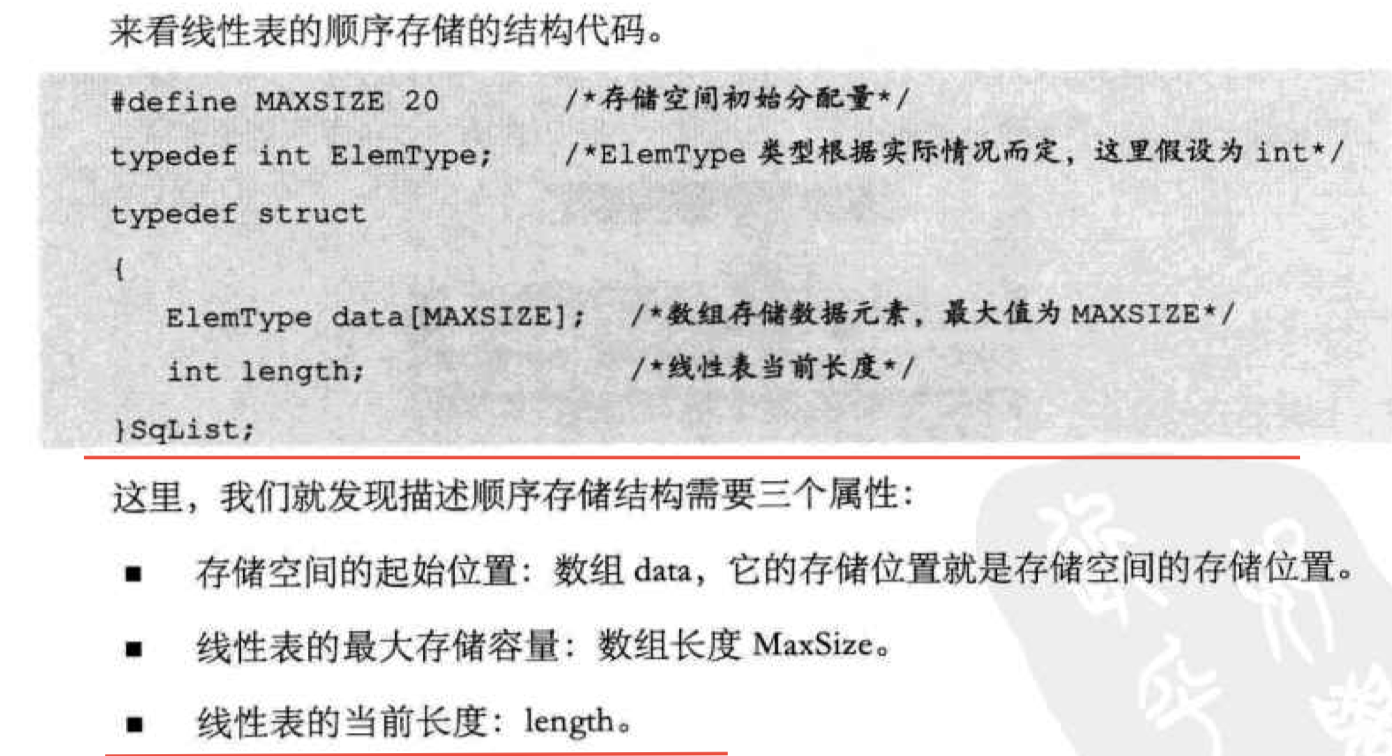 来看线性表的顺序存储的结构代码。
#define MAXSIZE 20 /*存储空间初始分配量*/
typedef int ElemType; /*ElemType 类型根据实际情况而定，这里假设为 int*/
typedef struct
{
ElemType data[MAXSIZE]; /*数组存储数据元素，最大值为 MAXSIZE*/
int length; /*线性表当前长度*/
}SqList;
这里，我们就发现描述顺序存储结构需要三个属性：
■ 存储空间的起始位置：数组 data，它的存储位置就是存储空间的存储位置。
■ 线性表的最大存储容量：数组长度 MaxSize。
■ 线性表的当前长度：length。